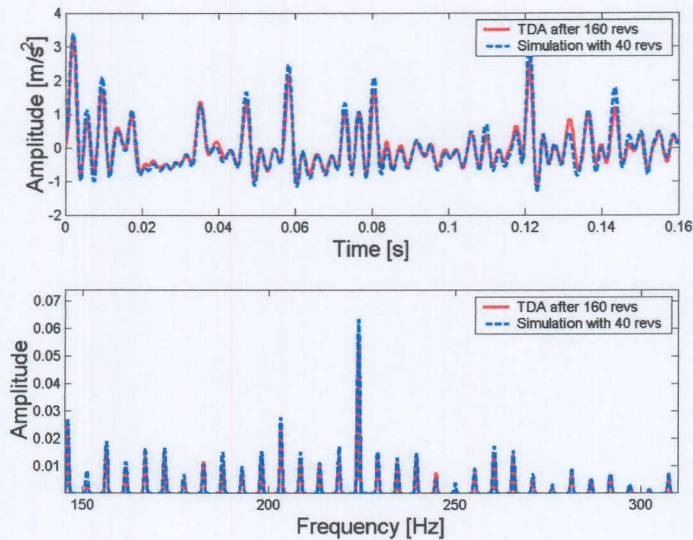 4
3
2
1
0
-1
-2
Amplitude [m/s²]
TDA after 160 revs
Simulation with 40 revs
0 0.02 0.04 0.06 0.08 0.1 0.12 0.14 0.16
Time [s]
0.07
0.06
0.05
0.04
0.03
0.02
0.01
Amplitude
TDA after 160 revs
Simulation with 40 revs
150 200 250 300
Frequency [Hz]